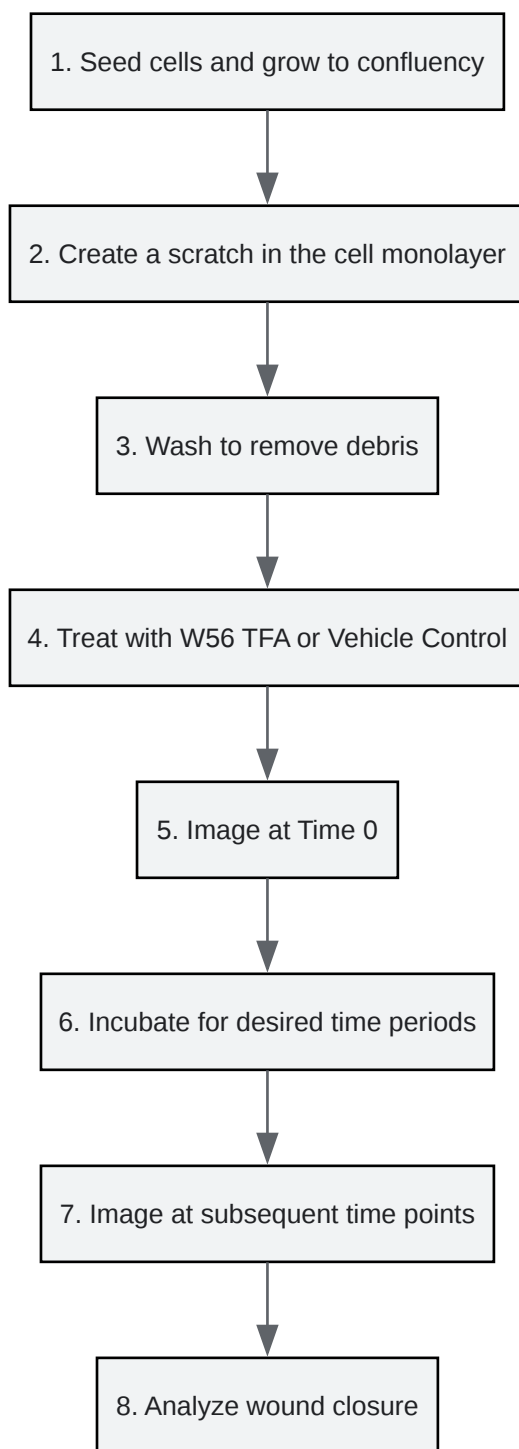 1. Seed cells and grow to confluency
2. Create a scratch in the cell monolayer
3. Wash to remove debris
4. Treat with W56 TFA or Vehicle Control
5. Image at Time 0
6. Incubate for desired time periods
7. Image at subsequent time points
8. Analyze wound closure